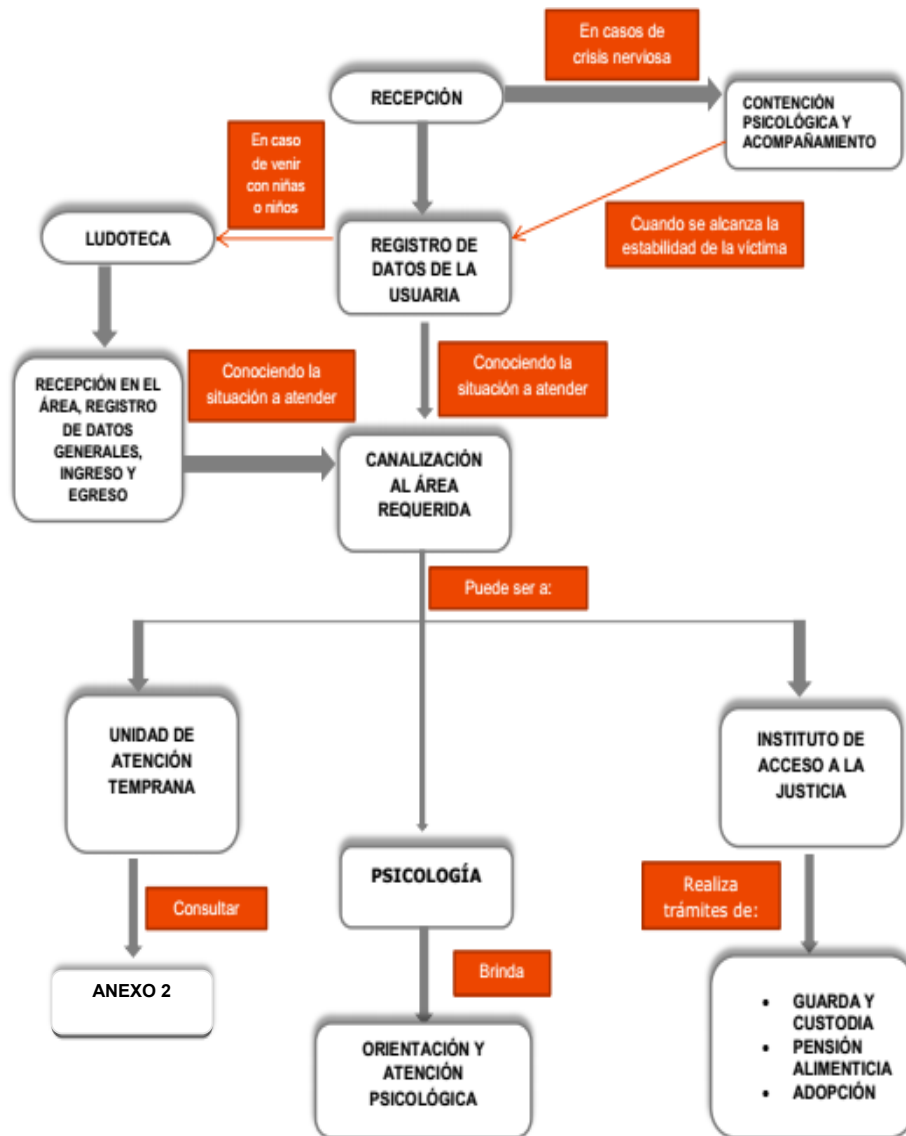 En casos de
crisis nerviosa
RECEPCIÓN
CONTENCIÓN
PSICOLÓGICA Y
ACOMPAÑAMIENTO
En caso
de venir
con niñas
o niños
LUDOTECA
REGISTRO DE
DATOS DE LA
USUARIA
Cuando se alcanza la
estabilidad de la víctima
RECEPCIÓN EN EL
ÁREA, REGISTRO
DE DATOS
GENERALES,
INGRESO Y
EGRESO
Conociendo la
situación a atender
Conociendo la
situación a atender
CANALIZACIÓN
AL ÁREA
REQUERIDA
Puede ser a:
UNIDAD DE
ATENCIÓN
TEMPRANA
INSTITUTO DE
ACCESO A LA
JUSTICIA
PSICOLOGÍA
Consultar
Realiza
trámites de:
Brinda
ANEXO 2
ORIENTACIÓN Y
ATENCIÓN
PSICOLÓGICA
• GUARDA Y
CUSTODIA
• PENSIÓN
ALIMENTICIA
• ADOPCIÓN